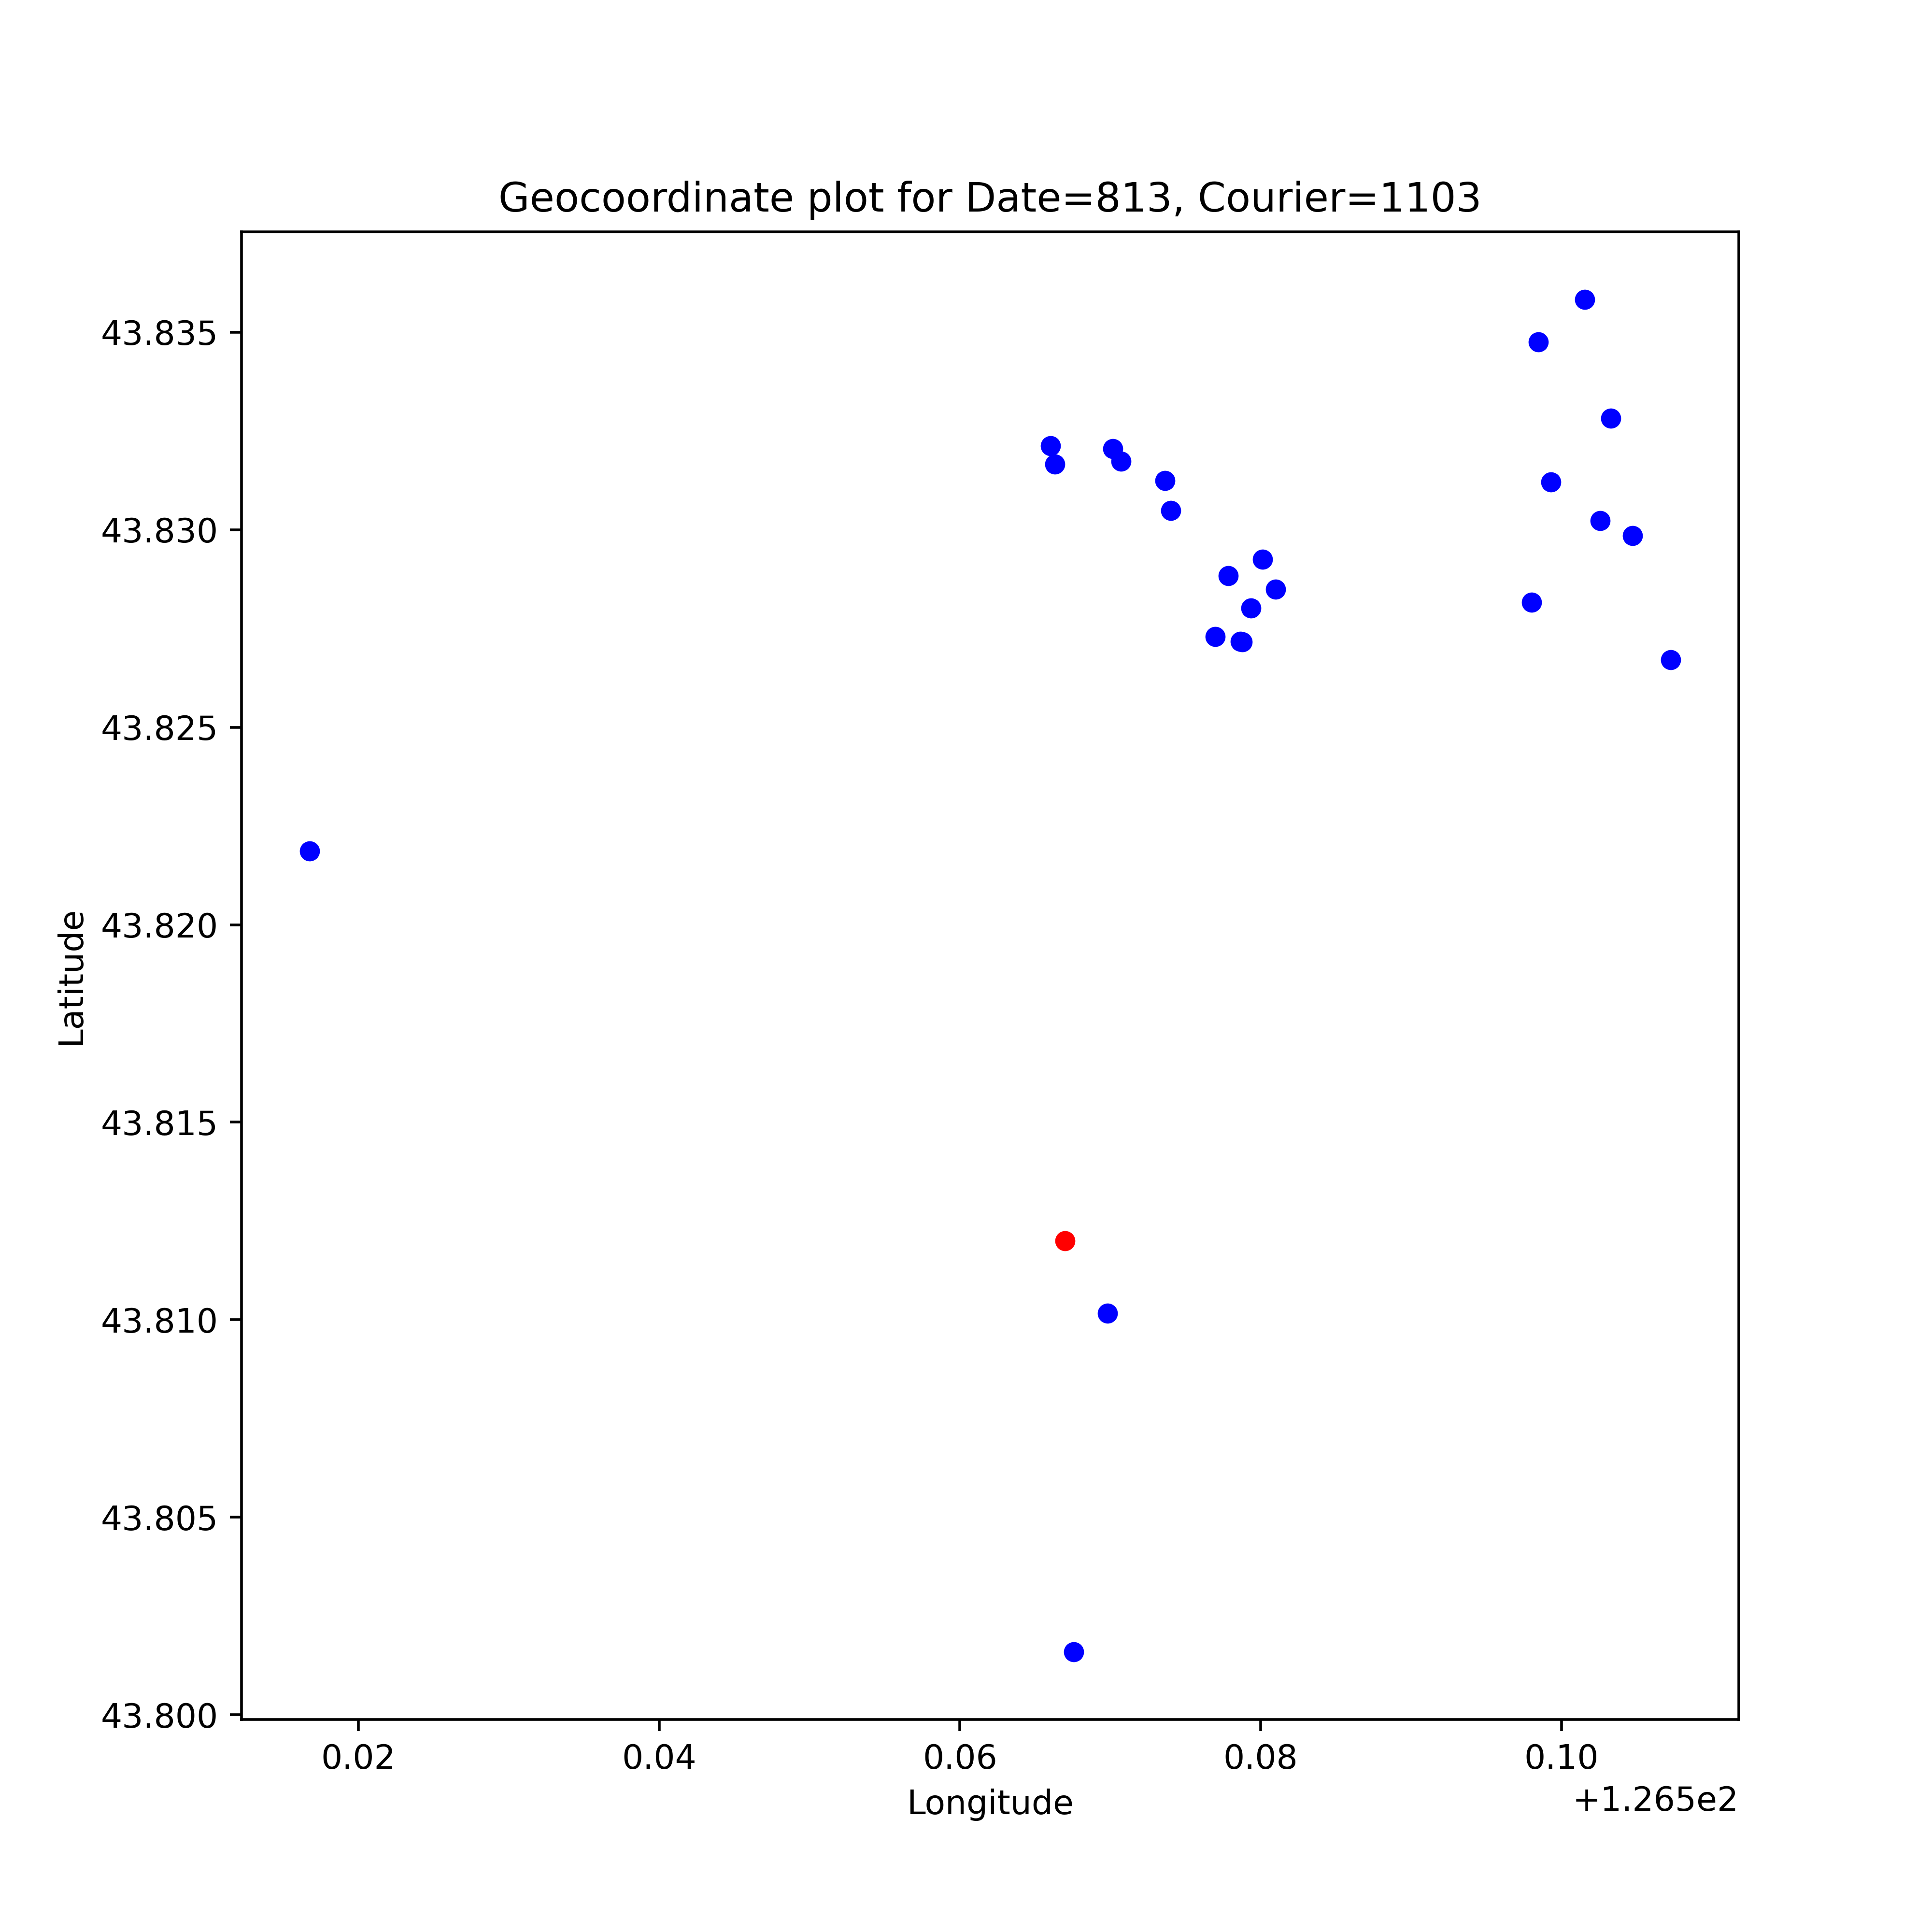 Geocoordinate plot for Date=813, Courier=1103
43.835
43.830
43.825
43.820
43.815
43.810
43.805
43.800
Latitude
0.02 0.04 0.06 0.08 0.10
Longitude
+1.265e2